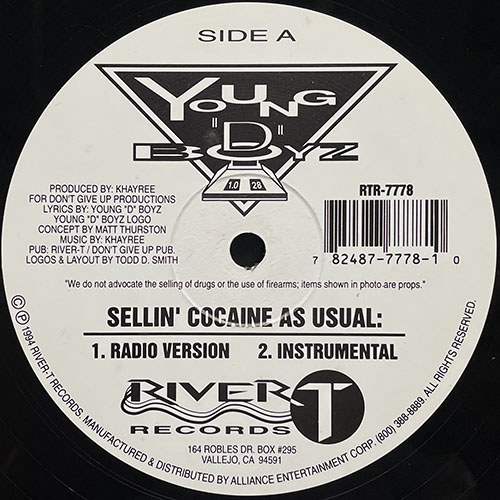 SIDE A
YOUNG
"D"
BOYZ
1.0 28
PRODUCED BY: KHAYREE
FOR DON'T GIVE UP PRODUCTIONS
LYRICS BY: YOUNG "D" BOYZ
YOUNG "D" BOYZ LOGO
CONCEPT BY MATT THURSTON
MUSIC BY: KHAYREE
PUB: RIVER-T / DON'T GIVE UP PUB.
LOGOS & LAYOUT BY TODD D. SMITH
RTR-7778
7 82487-7778-1 0
"We do not advocate the selling of drugs or the use of firearms; items shown in photo are props."
SELLIN' COCAINE AS USUAL:
1. RADIO VERSION 2. INSTRUMENTAL
RIVER-T
RECORDS
164 ROBLES DR. BOX #295
VALLEJO, CA 94591
© ℗ 1994 RIVER-T RECORDS. MANUFACTURED & DISTRIBUTED BY ALLIANCE ENTERTAINMENT CORP. (800) 388-8889. ALL RIGHTS RESERVED.